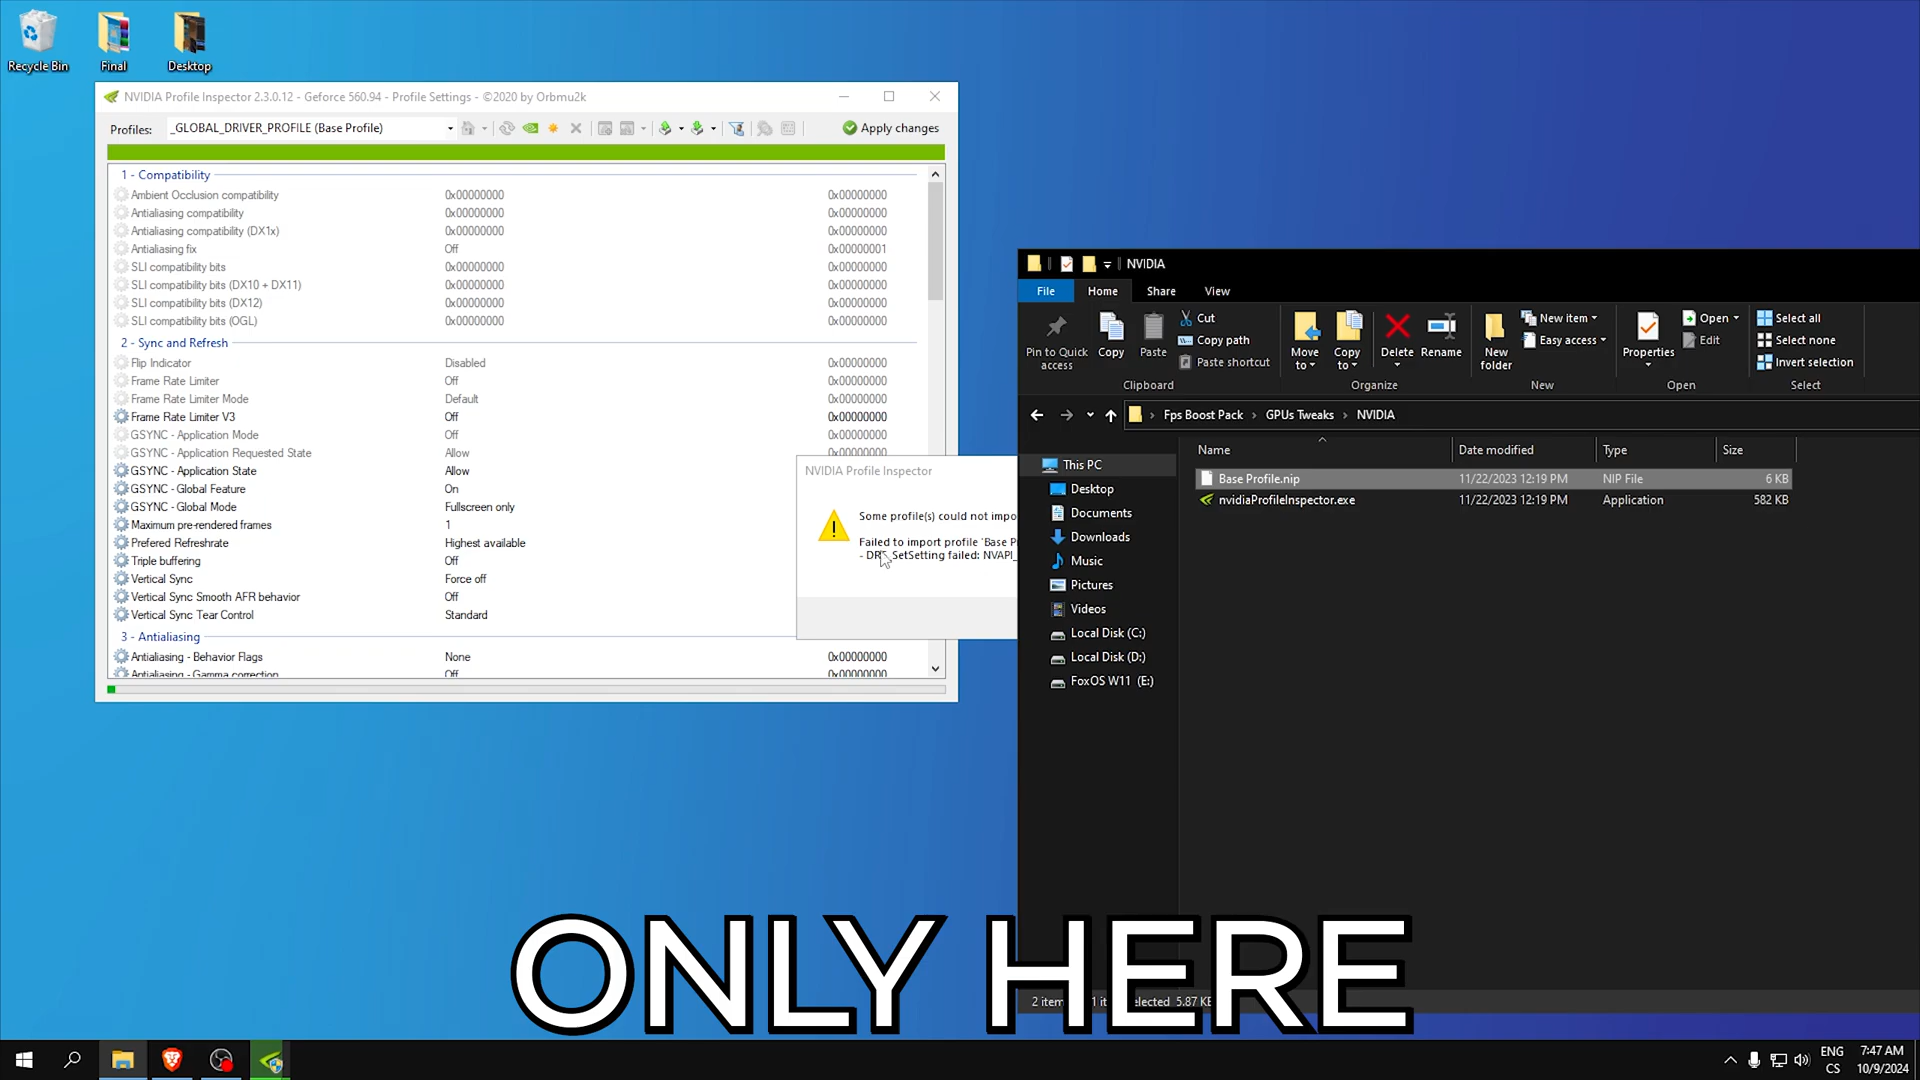 Recycle Bin
Final
Desktop
NVIDIA Profile Inspector 2.3.0.12 - Geforce 560.94 - Profile Settings - ©2020 by Orbmu2k
Profiles: _GLOBAL_DRIVER_PROFILE (Base Profile) Apply changes
1 - Compatibility
Ambient Occlusion compatibility 0x00000000 0x00000000
Antialiasing compatibility 0x00000000 0x00000000
Antialiasing compatibility (DX1x) 0x00000000 0x00000000
Antialiasing fix Off 0x00000001
SLI compatibility bits 0x00000000 0x00000000
SLI compatibility bits (DX10 + DX11) 0x00000000 0x00000000
SLI compatibility bits (DX12) 0x00000000 0x00000000
SLI compatibility bits (OGL) 0x00000000 0x00000000
2 - Sync and Refresh
Flip Indicator Disabled 0x00000000
Frame Rate Limiter Off 0x00000000
Frame Rate Limiter Mode Default 0x00000000
Frame Rate Limiter V3 Off 0x00000000
GSYNC - Application Mode Off 0x00000000
GSYNC - Application Requested State Allow 0x00000000
GSYNC - Application State Allow
GSYNC - Global Feature On
GSYNC - Global Mode Fullscreen only
Maximum pre-rendered frames 1
Prefered Refreshrate Highest available
Triple buffering Off
Vertical Sync Force off
Vertical Sync Smooth AFR behavior Off
Vertical Sync Tear Control Standard
3 - Antialiasing
Antialiasing - Behavior Flags None 0x00000000
Antialiasing - Gamma correction Off
NVIDIA Profile Inspector
Some profile(s) could not impo
Failed to import profile 'Base P
SetSetting failed: NVAPI_
NVIDIA
File Home Share View
Pin to Quick access
Copy
Paste
Cut
Copy path
Paste shortcut
Move to
Copy to
Delete
Rename
New folder
New item
Easy access
Properties
Open
Edit
Select all
Select none
Invert selection
Clipboard Organize New Open Select
Fps Boost Pack > GPUs Tweaks > NVIDIA
Name Date modified Type Size
Base Profile.nip 11/22/2023 12:19 PM NIP File 6 KB
nvidiaProfileInspector.exe 11/22/2023 12:19 PM Application 582 KB
This PC
Desktop
Documents
Downloads
Music
Pictures
Videos
Local Disk (C:)
Local Disk (D:)
FoxOS W11 (E:)
ONLY HERE
5.87 KB
ENG 7:47 AM
CS 10/9/2024